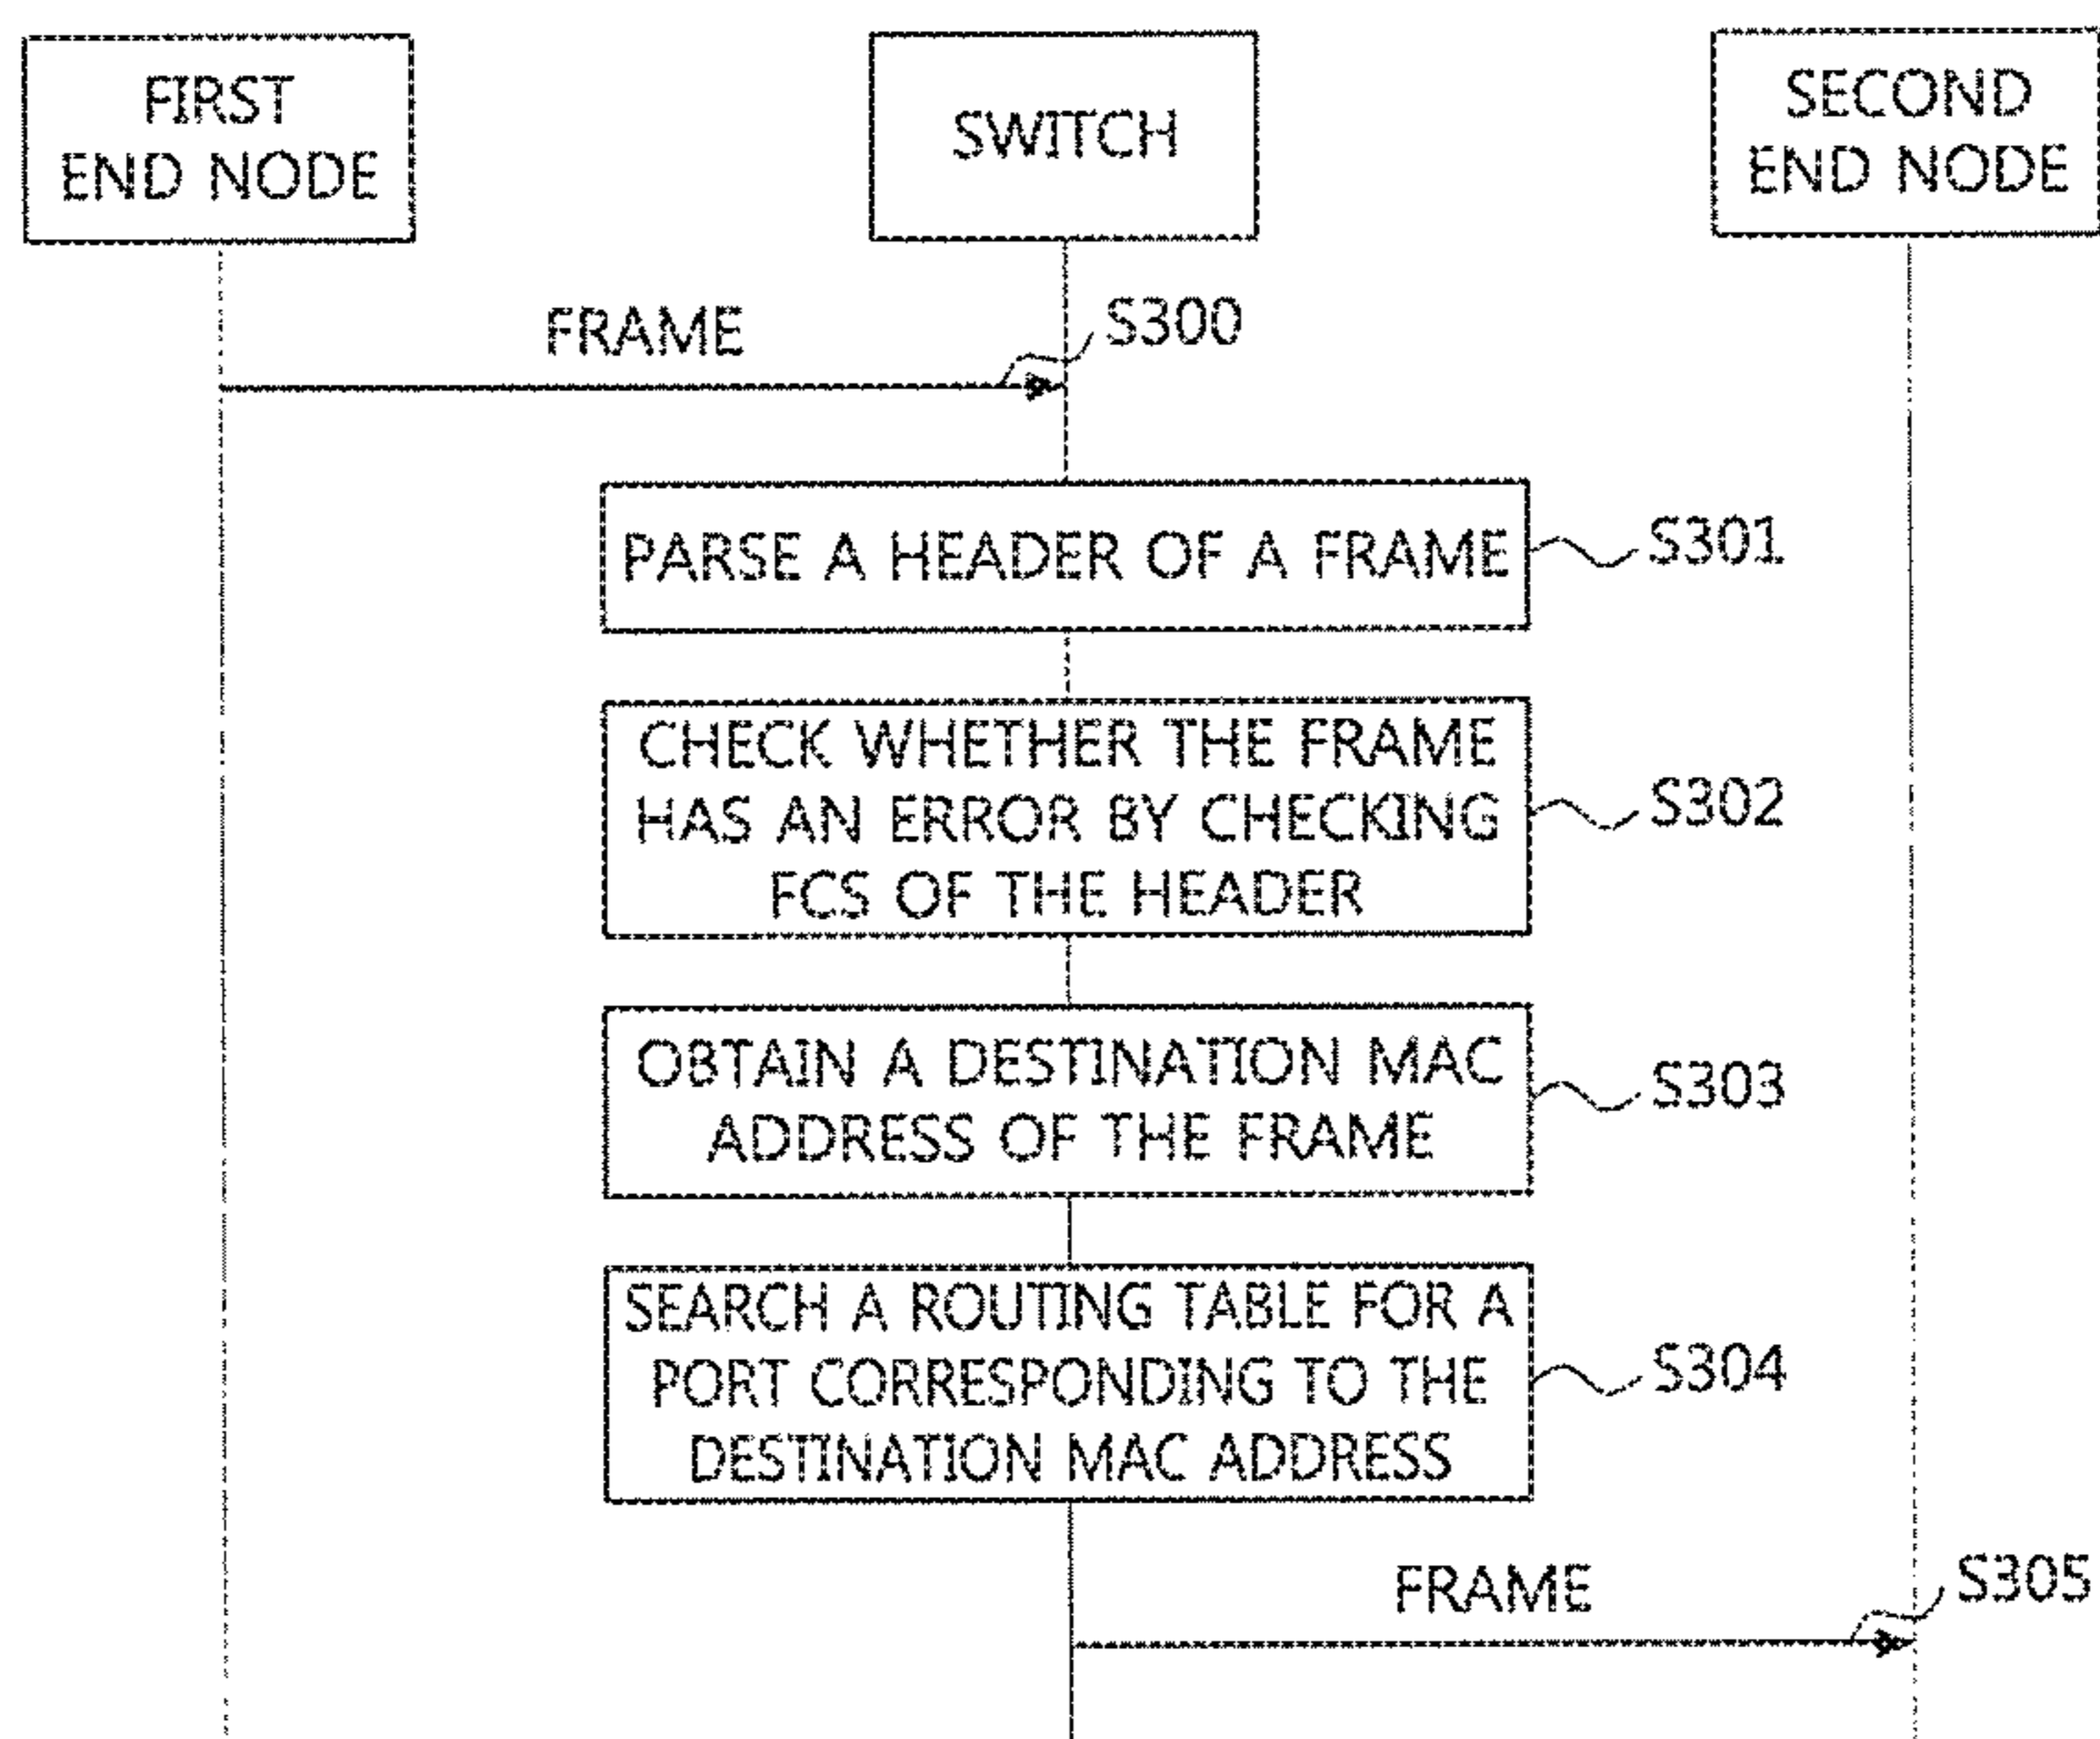 FIRST
END NODE
SWITCH
SECOND
END NODE
FRAME
S300
PARSE A HEADER OF A FRAME
S301
CHECK WHETHER THE FRAME
HAS AN ERROR BY CHECKING
FCS OF THE HEADER
S302
OBTAIN A DESTINATION MAC
ADDRESS OF THE FRAME
S303
SEARCH A ROUTING TABLE FOR A
PORT CORRESPONDING TO THE
DESTINATION MAC ADDRESS
S304
FRAME
S305